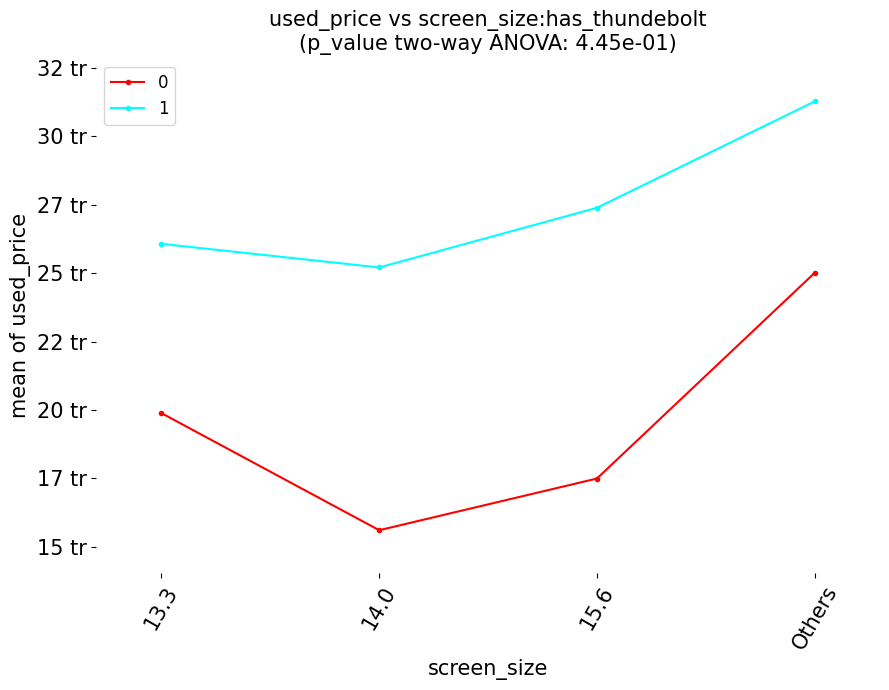 used_price vs screen_size:has_thundebolt
(p_value two-way ANOVA: 4.45e-01)
0
1
mean of used_price
32 tr
30 tr
27 tr
25 tr
22 tr
20 tr
17 tr
15 tr
13.3
14.0
15.6
Others
screen_size